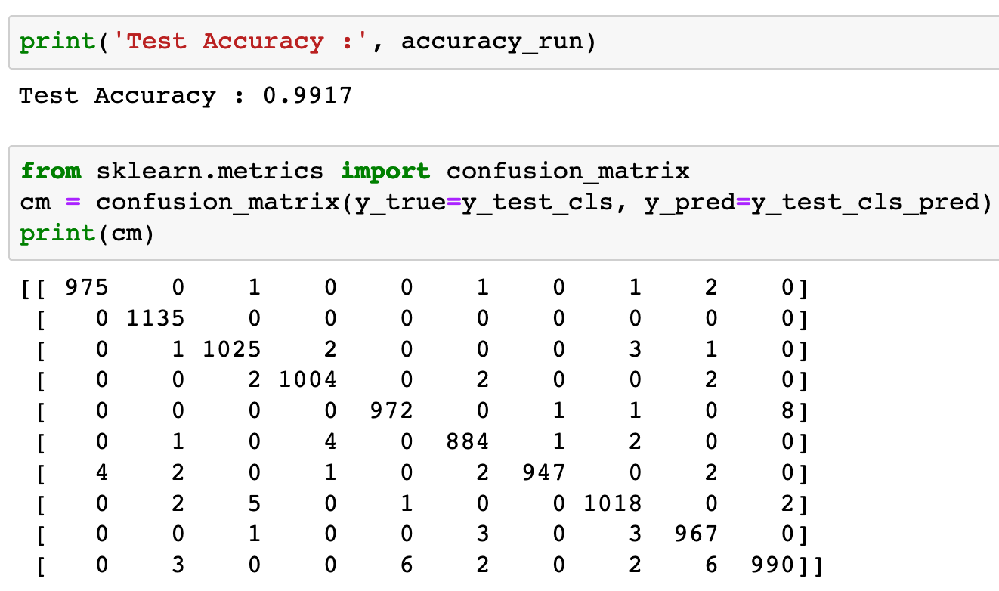 print('Test Accuracy :', accuracy_run)
Test Accuracy : 0.9917
from sklearn.metrics import confusion_matrix
cm = confusion_matrix(y_true=y_test_cls, y_pred=y_test_cls_pred)
print(cm)
[[ 975    0    1    0    0    1    0    1    2    0]
 [   0 1135    0    0    0    0    0    0    0    0]
 [   0    1 1025    2    0    0    0    3    1    0]
 [   0    0    2 1004    0    2    0    0    2    0]
 [   0    0    0    0  972    0    1    1    0    8]
 [   0    1    0    4    0  884    1    2    0    0]
 [   4    2    0    1    0    2  947    0    2    0]
 [   0    2    5    0    1    0    0 1018    0    2]
 [   0    0    1    0    0    3    0    3  967    0]
 [   0    3    0    0    6    2    0    2    6  990]]